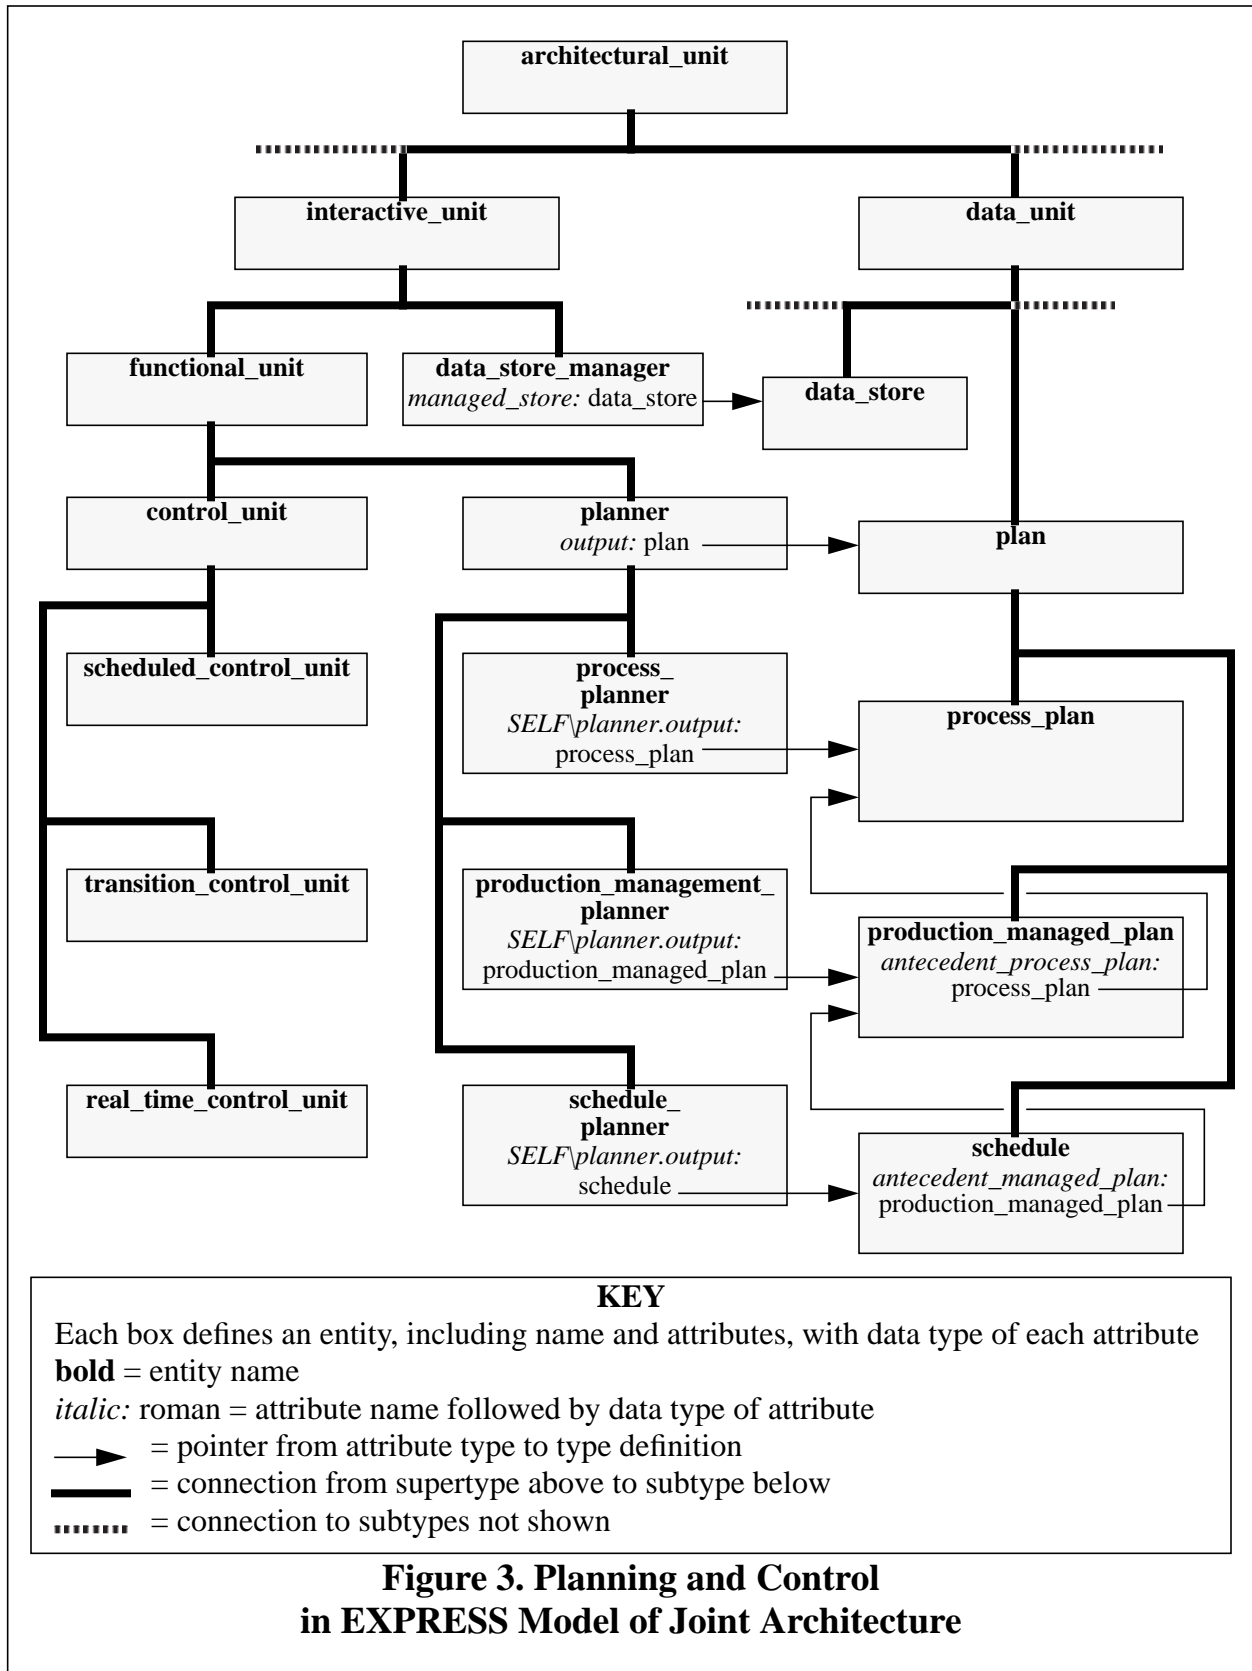 architectural_unit
interactive_unit
data_unit
functional_unit
data_store_manager
managed_store: data_store
data_store
control_unit
planner
output: plan
plan
scheduled_control_unit
process_
planner
SELF\planner.output:
process_plan
process_plan
transition_control_unit
production_management_
planner
SELF\planner.output:
production_managed_plan
production_managed_plan
antecedent_process_plan:
process_plan
real_time_control_unit
schedule_
planner
SELF\planner.output:
schedule
schedule
antecedent_managed_plan:
production_managed_plan
KEY
Each box defines an entity, including name and attributes, with data type of each attribute
bold = entity name
italic: roman = attribute name followed by data type of attribute
= pointer from attribute type to type definition
= connection from supertype above to subtype below
= connection to subtypes not shown
Figure 3. Planning and Control
in EXPRESS Model of Joint Architecture